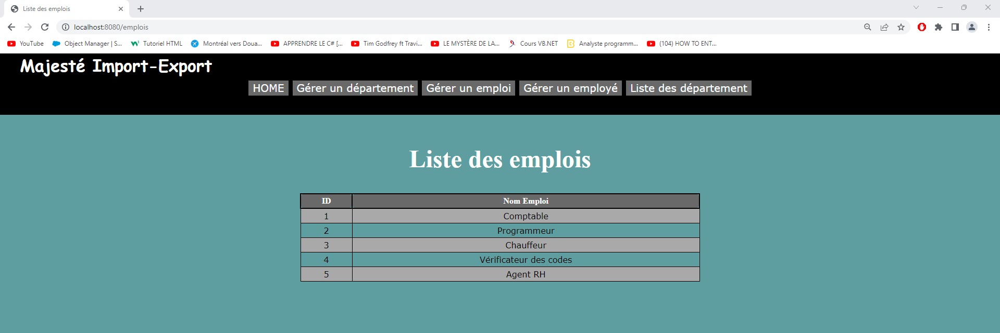 Liste des emplois
localhost:8080/emplois
YouTube Object Manager | S... Tutoriel HTML Montréal vers Doua... APPRENDRE LE C# [... Tim Godfrey ft Travi... LE MYSTÈRE DE LA... Cours VB.NET Analyste programm... (104) HOW TO ENT...
Majesté Import-Export
HOME Gérer un département Gérer un emploi Gérer un employé Liste des département
Liste des emplois
ID Nom Emploi
1 Comptable
2 Programmeur
3 Chauffeur
4 Vérificateur des codes
5 Agent RH